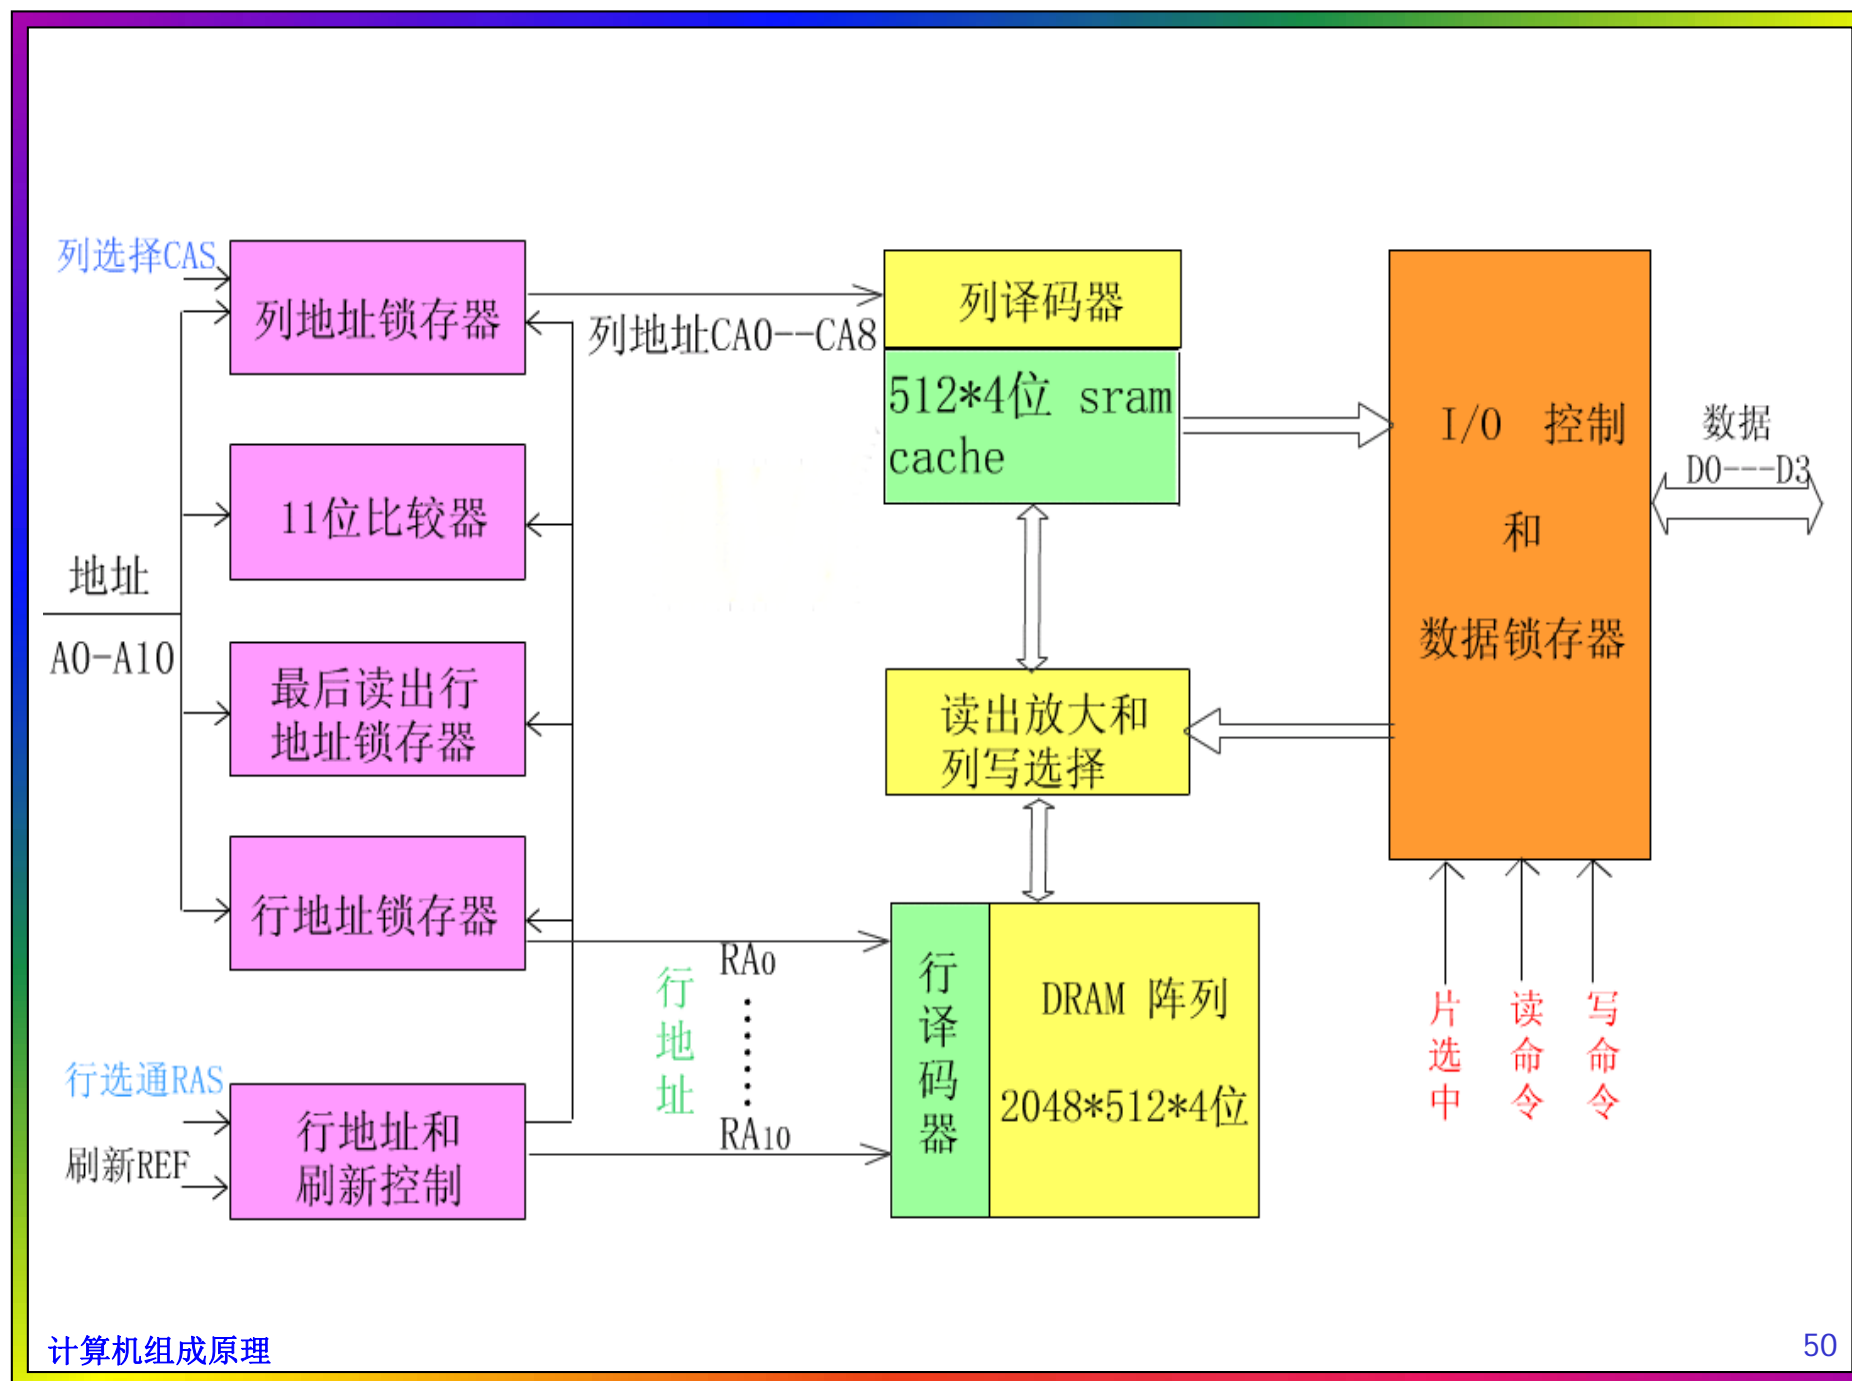 列选择CAS
列地址锁存器
列地址CA0--CA8
列译码器
512*4位 sram
cache
I/O 控制
和
数据锁存器
数据
D0---D3
11位比较器
地址
A0-A10
最后读出行
地址锁存器
读出放大和
列写选择
行地址锁存器
行地址
RA0
RA10
行译码器
DRAM 阵列
2048*512*4位
片选中
读命令
写命令
行选通RAS
刷新REF
行地址和
刷新控制
计算机组成原理
50